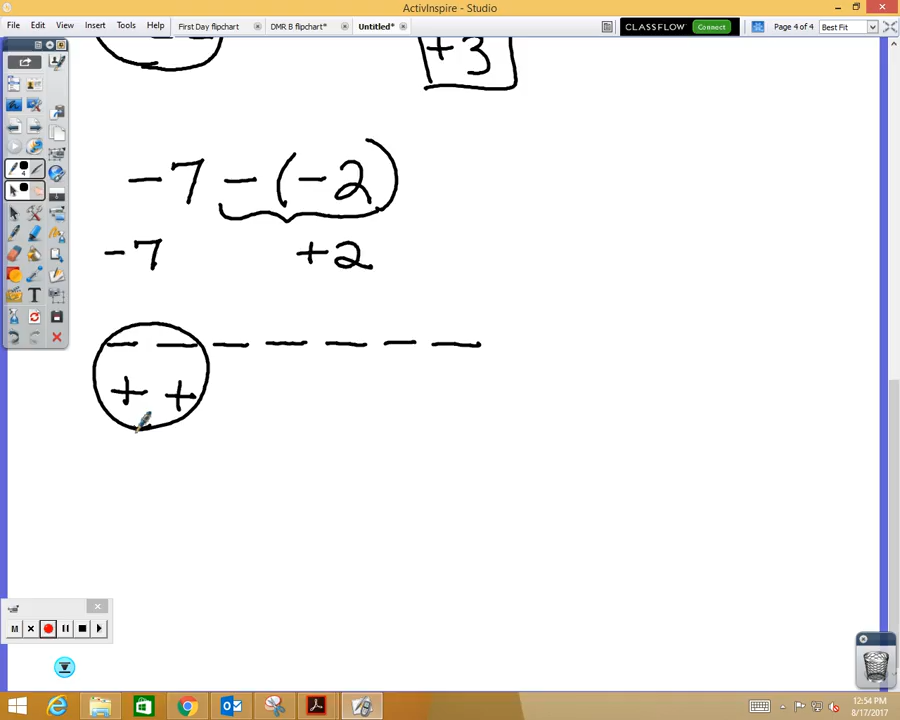 ActivInspire - Studio
File Edit View Insert Tools Help First Day flipchart DMR B flipchart* Untitled* CLASSFLOW Connect Page 4 of 4 Best Fit
+3
-7 - (-2)
-7 +2
- - - - - - -
+ +
M
12:54 PM
8/17/2017